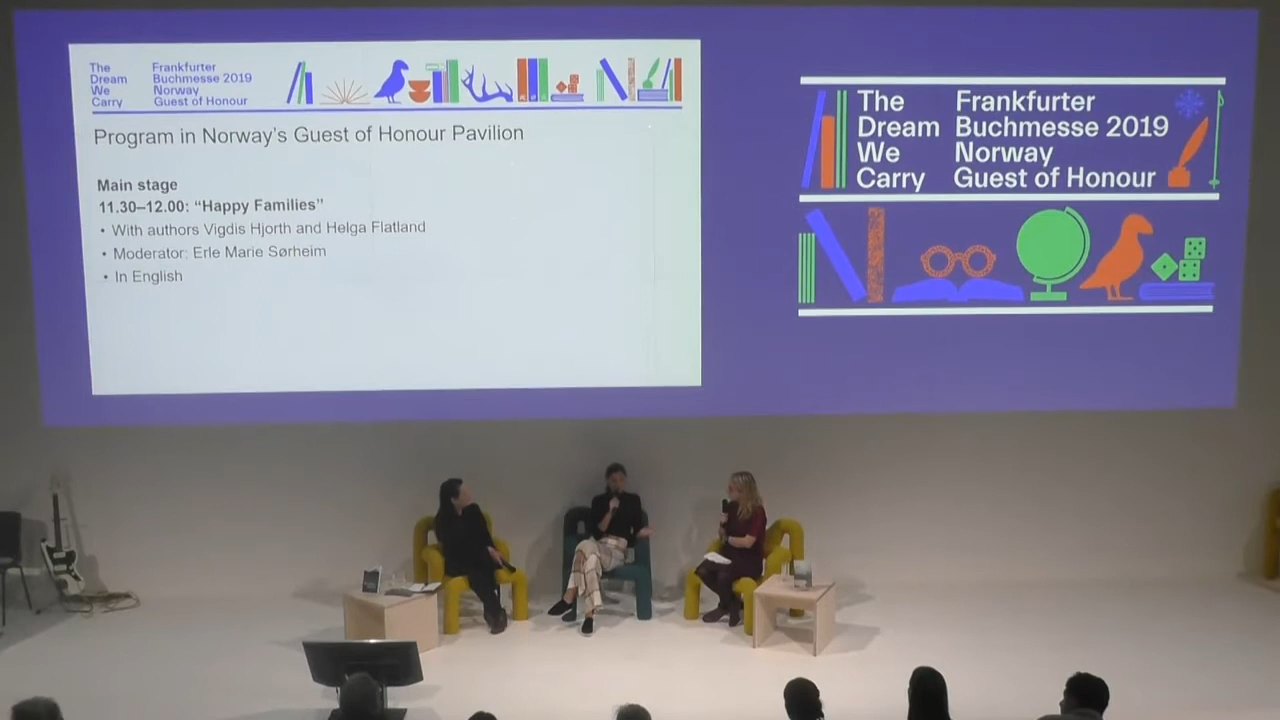 The
Dream
We
Carry
Frankfurter
Buchmesse 2019
Norway
Guest of Honour
Program in Norway's Guest of Honour Pavilion
Main stage
11.30–12.00: "Happy Families"
• With authors Vigdis Hjorth and Helga Flatland
• Moderator: Erle Marie Sørheim
• In English
The
Dream
We
Carry
Frankfurter
Buchmesse 2019
Norway
Guest of Honour